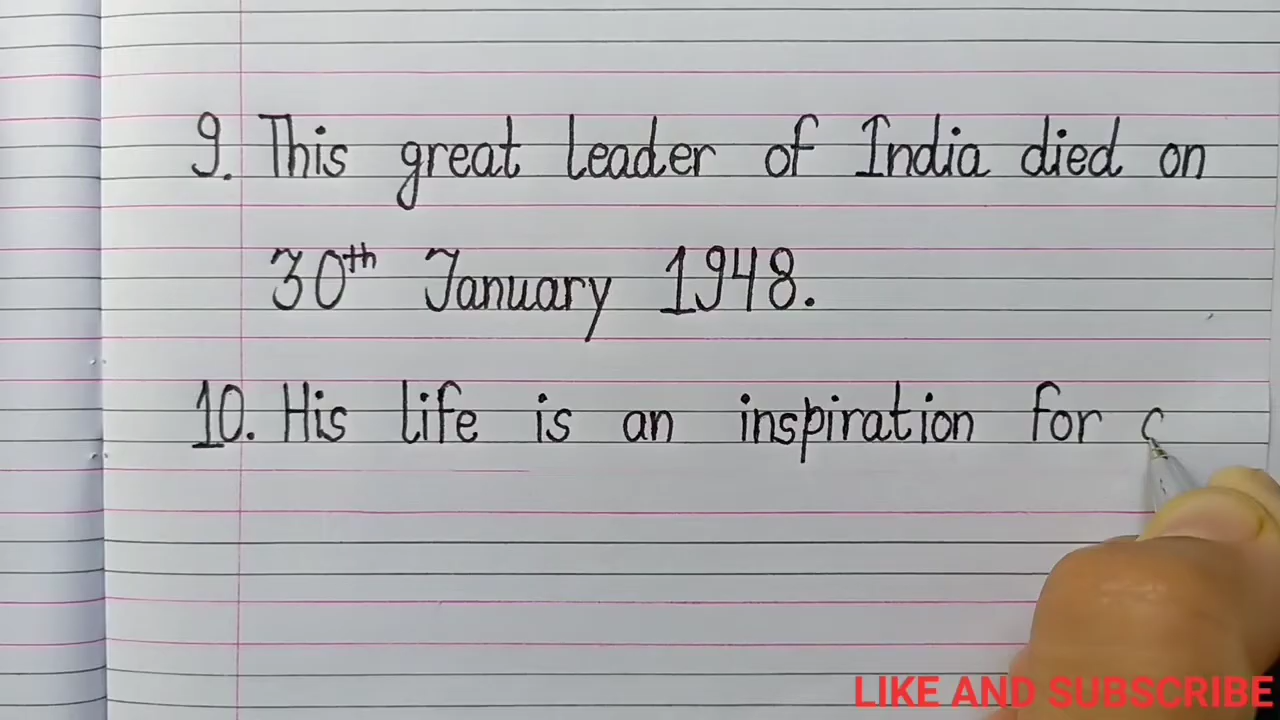 9. This great leader of India died on
30th January 1948.
10. His life is an inspiration for
LIKE AND SUBSCRIBE